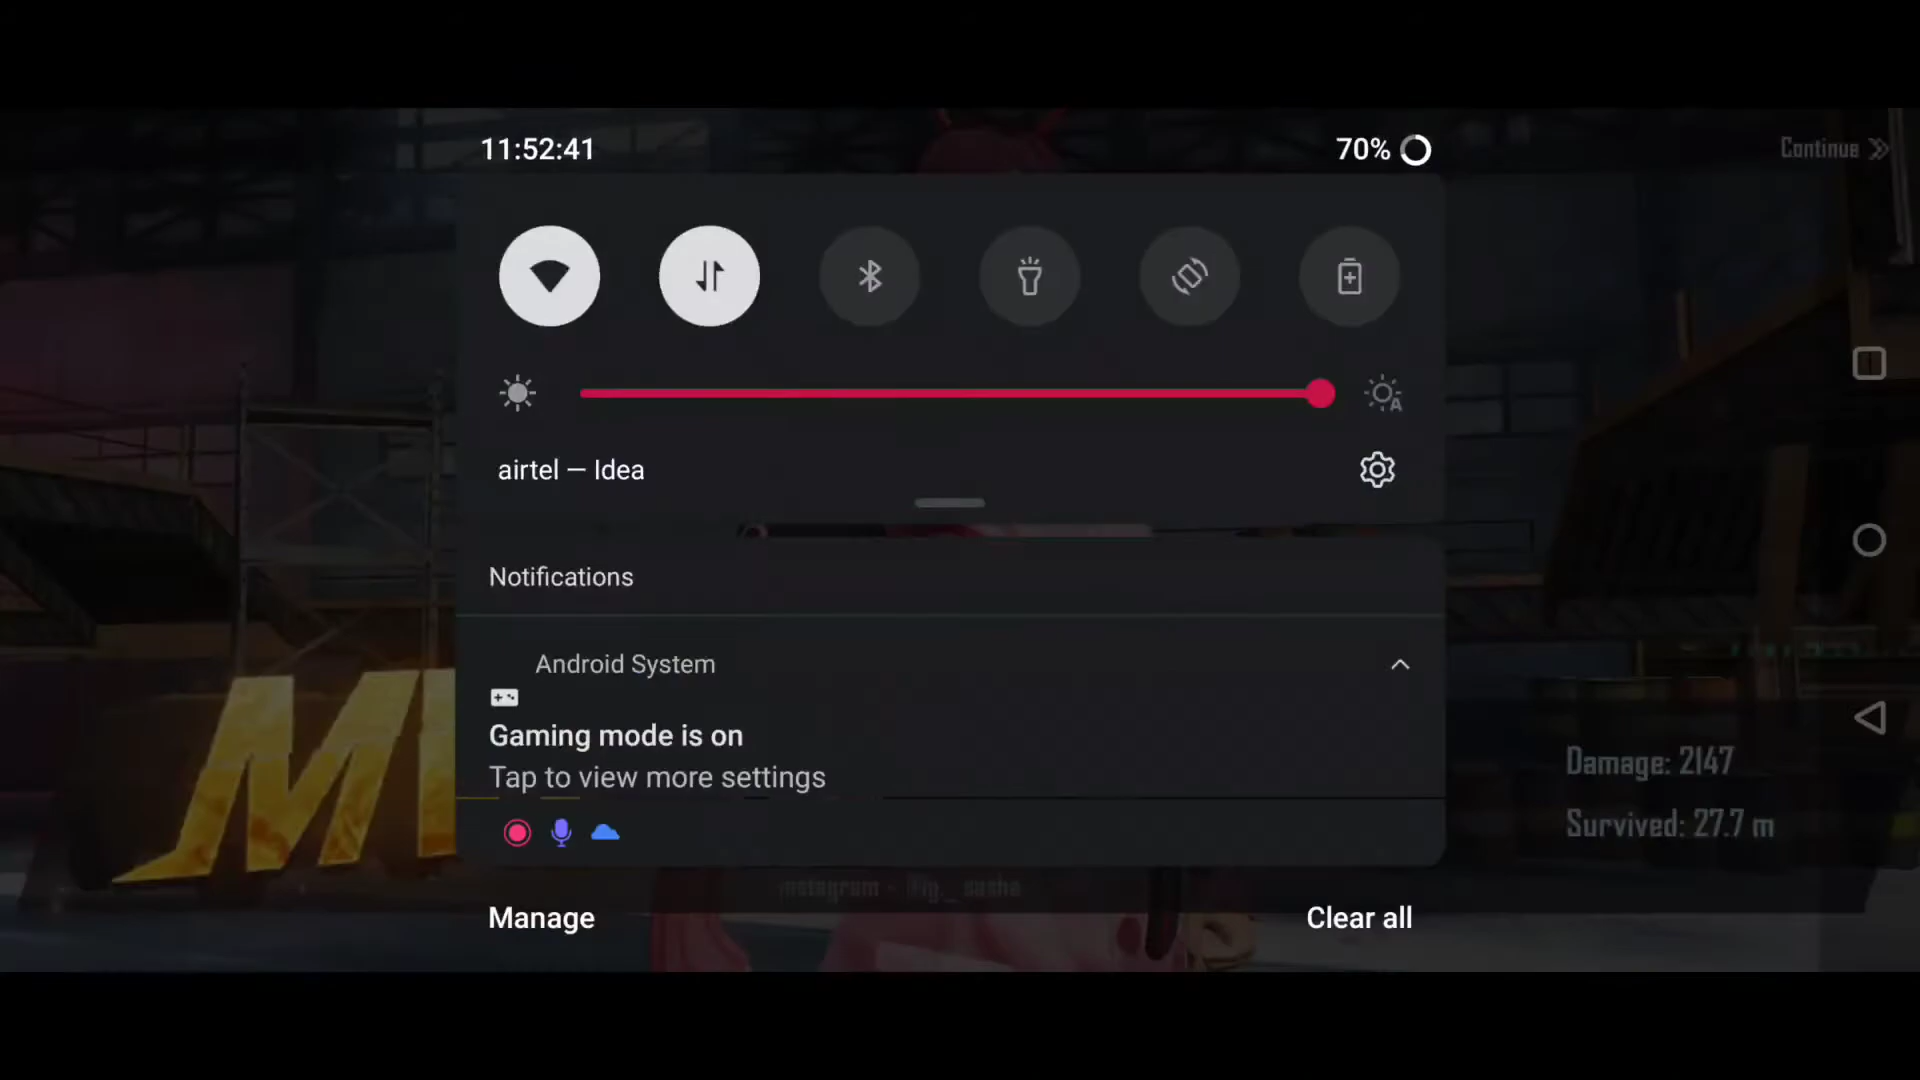 11:52:41
70%
Continue
airtel — Idea
Notifications
Android System
Gaming mode is on
Tap to view more settings
Damage: 2147
Survived: 27.7 m
Manage
Clear all